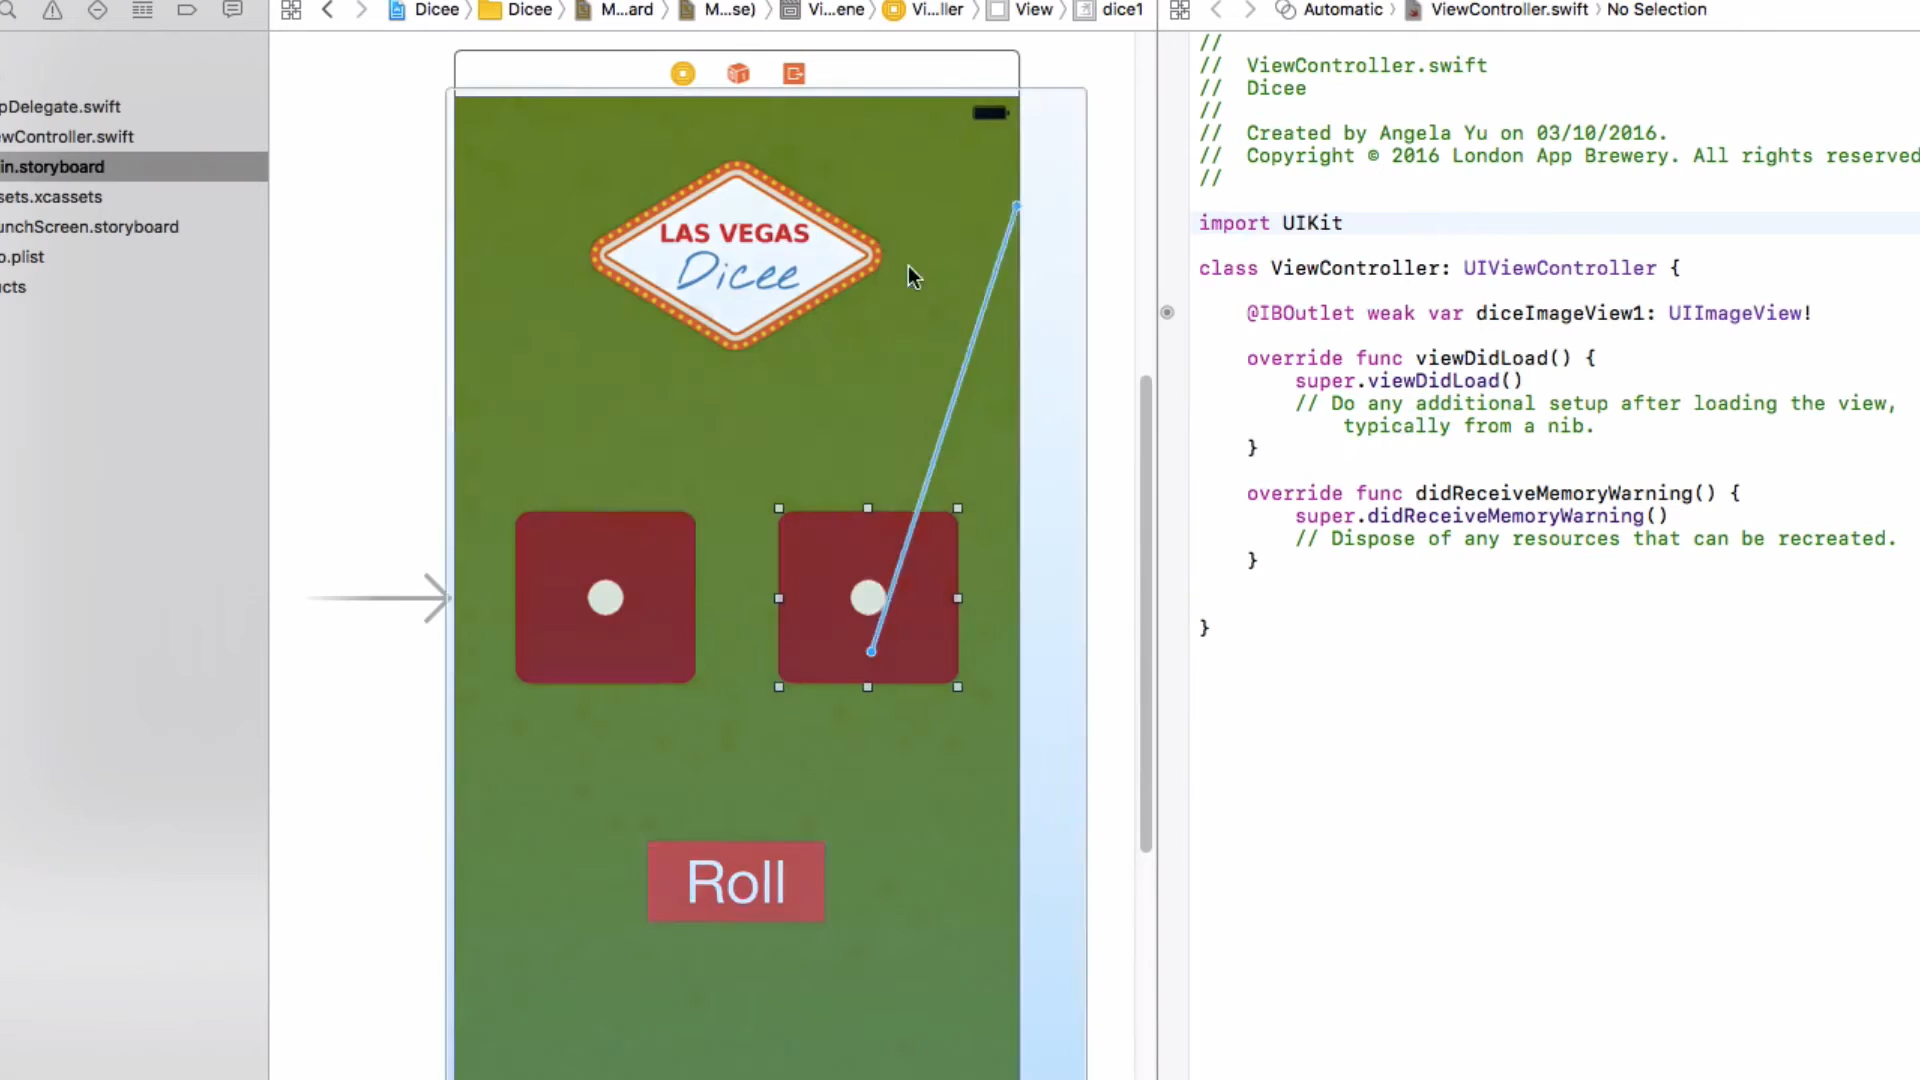 Dicee
Dicee
M...ard
M...se)
Vi...ene
Vi...ller
View
dice1
Automatic
ViewController.swift
No Selection
pDelegate.swift
ewController.swift
in.storyboard
sets.xcassets
unchScreen.storyboard
o.plist
ucts
LAS VEGAS
Dicee
Roll
//
// ViewController.swift
// Dicee
//
// Created by Angela Yu on 03/10/2016.
// Copyright © 2016 London App Brewery. All rights reserved
//
import UIKit
class ViewController: UIViewController {
@IBOutlet weak var diceImageView1: UIImageView!
override func viewDidLoad() {
super.viewDidLoad()
// Do any additional setup after loading the view,
typically from a nib.
}
override func didReceiveMemoryWarning() {
super.didReceiveMemoryWarning()
// Dispose of any resources that can be recreated.
}
}